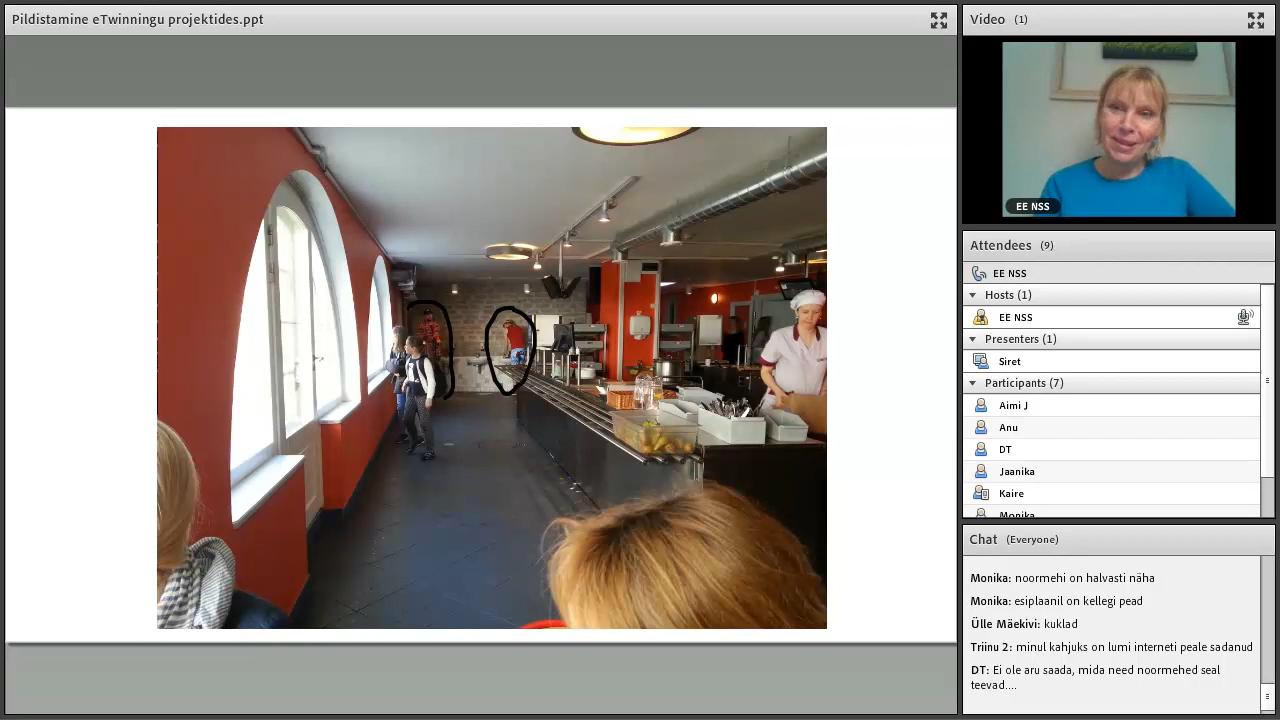 Pildistamine eTwinningu projektides.ppt
Video (1)
EE NSS
Attendees (9)
EE NSS
Hosts (1)
EE NSS
Presenters (1)
Siret
Participants (7)
Aimi J
Anu
DT
Jaanika
Kaire
Monika
Chat (Everyone)
Monika: noormehi on halvasti näha
Monika: esiplaanil on kellegi pead
Ülle Mäekivi: kuklad
Triinu 2: minul kahjuks on lumi interneti peale sadanud
DT: Ei ole aru saada, mida need noormehed seal
teevad....